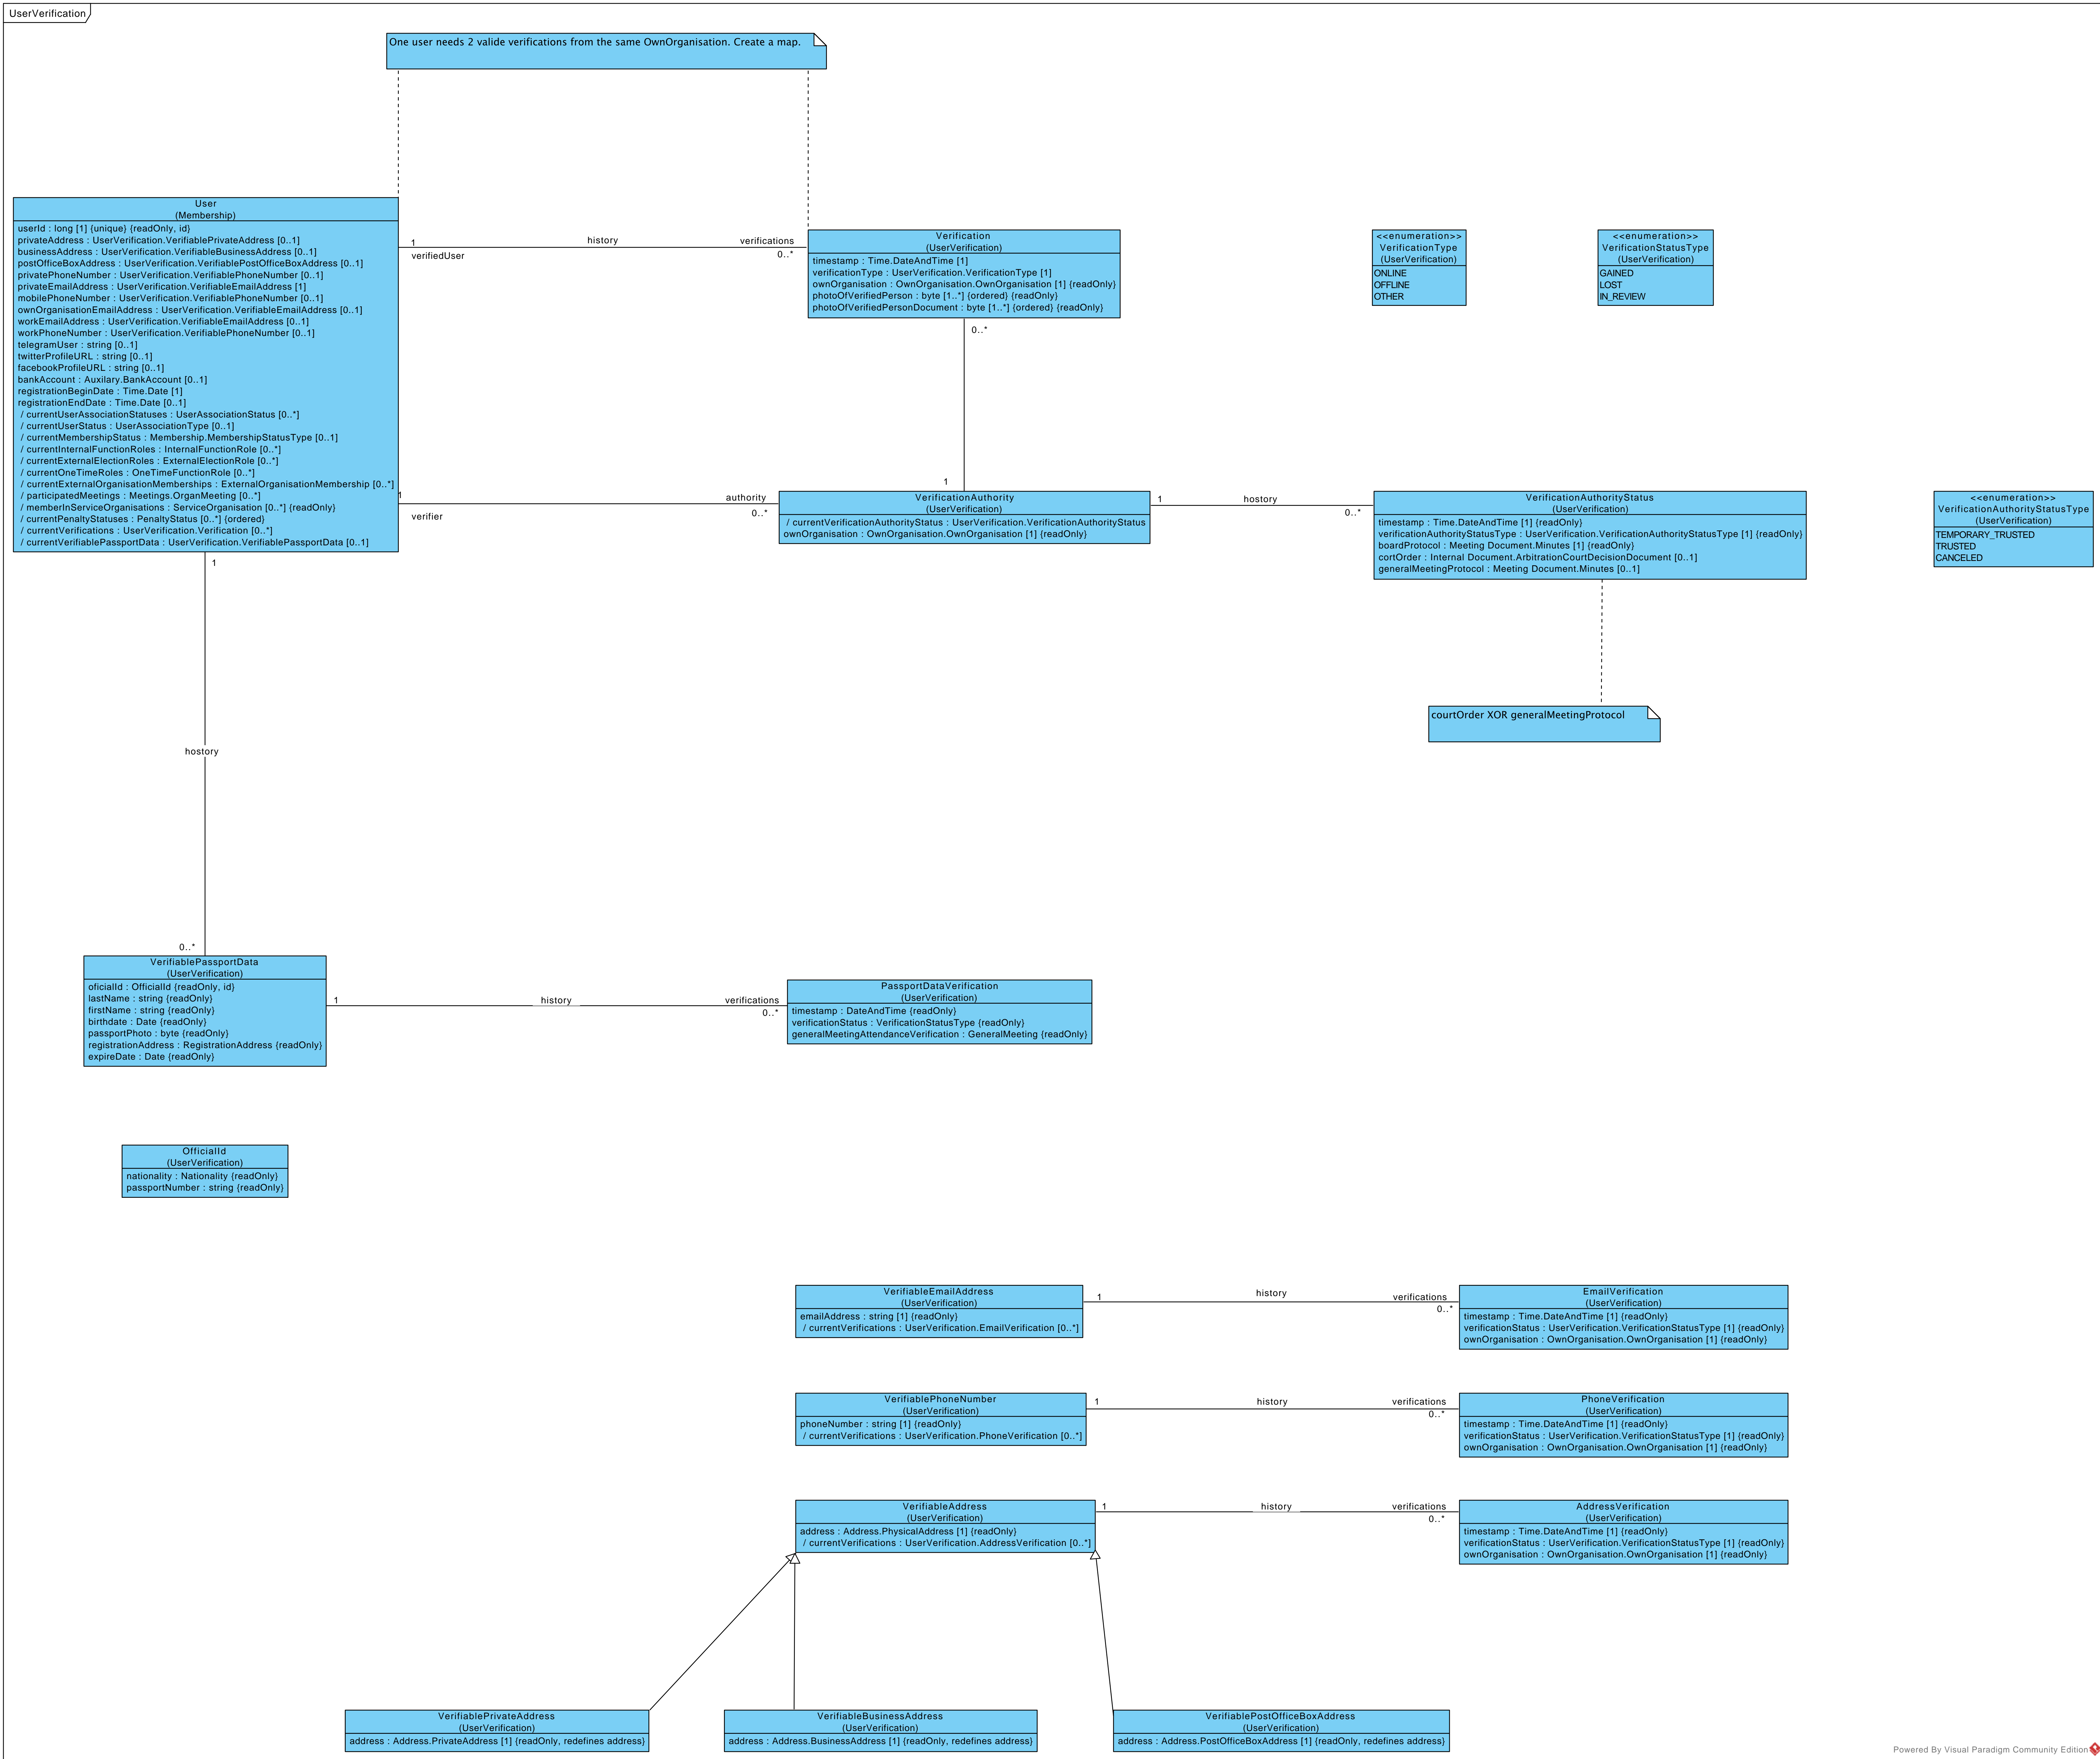 UserVerification
One user needs 2 valide verifications from the same OwnOrganisation. Create a map.
User
(Membership)
userId : long [1] {unique} {readOnly, id}
privateAddress : UserVerification.VerifiablePrivateAddress [0..1]
businessAddress : UserVerification.VerifiableBusinessAddress [0..1]
postOfficeBoxAddress : UserVerification.VerifiablePostOfficeBoxAddress [0..1]
privatePhoneNumber : UserVerification.VerifiablePhoneNumber [0..1]
privateEmailAddress : UserVerification.VerifiableEmailAddress [1]
mobilePhoneNumber : UserVerification.VerifiablePhoneNumber [0..1]
ownOrganisationEmailAddress : UserVerification.VerifiableEmailAddress [0..1]
workEmailAddress : UserVerification.VerifiableEmailAddress [0..1]
workPhoneNumber : UserVerification.VerifiablePhoneNumber [0..1]
telegramUser : string [0..1]
twitterProfileURL : string [0..1]
facebookProfileURL : string [0..1]
bankAccount : Auxilary.BankAccount [0..1]
registrationBeginDate : Time.Date [1]
registrationEndDate : Time.Date [0..1]
/ currentUserAssociationStatuses : UserAssociationStatus [0..*]
/ currentUserStatus : UserAssociationType [0..1]
/ currentMembershipStatus : Membership.MembershipStatusType [0..1]
/ currentInternalFunctionRoles : InternalFunctionRole [0..*]
/ currentExternalElectionRoles : ExternalElectionRole [0..*]
/ currentOneTimeRoles : OneTimeFunctionRole [0..*]
/ currentExternalOrganisationMemberships : ExternalOrganisationMembership [0..*]
/ participatedMeetings : Meetings.OrganMeeting [0..*]
/ memberInServiceOrganisations : ServiceOrganisation [0..*] {readOnly}
/ currentPenaltyStatuses : PenaltyStatus [0..*] {ordered}
/ currentVerifications : UserVerification.Verification [0..*]
/ currentVerifiablePassportData : UserVerification.VerifiablePassportData [0..1]
1
history
verifications
verifiedUser
0..*
Verification
(UserVerification)
timestamp : Time.DateAndTime [1]
verificationType : UserVerification.VerificationType [1]
ownOrganisation : OwnOrganisation.OwnOrganisation [1] {readOnly}
photoOfVerifiedPerson : byte [1..*] {ordered} {readOnly}
photoOfVerifiedPersonDocument : byte [1..*] {ordered} {readOnly}
<<enumeration>>
VerificationType
(UserVerification)
ONLINE
OFFLINE
OTHER
<<enumeration>>
VerificationStatusType
(UserVerification)
GAINED
LOST
IN_REVIEW
0..*
1
1
authority
verifier
0..*
VerificationAuthority
(UserVerification)
/ currentVerificationAuthorityStatus : UserVerification.VerificationAuthorityStatus
ownOrganisation : OwnOrganisation.OwnOrganisation [1] {readOnly}
1
hostory
0..*
VerificationAuthorityStatus
(UserVerification)
timestamp : Time.DateAndTime [1] {readOnly}
verificationAuthorityStatusType : UserVerification.VerificationAuthorityStatusType [1] {readOnly}
boardProtocol : Meeting Document.Minutes [1] {readOnly}
cortOrder : Internal Document.ArbitrationCourtDecisionDocument [0..1]
generalMeetingProtocol : Meeting Document.Minutes [0..1]
<<enumeration>>
VerificationAuthorityStatusType
(UserVerification)
TEMPORARY_TRUSTED
TRUSTED
CANCELED
courtOrder XOR generalMeetingProtocol
1
hostory
0..*
VerifiablePassportData
(UserVerification)
oficialId : OfficialId {readOnly, id}
lastName : string {readOnly}
firstName : string {readOnly}
birthdate : Date {readOnly}
passportPhoto : byte {readOnly}
registrationAddress : RegistrationAddress {readOnly}
expireDate : Date {readOnly}
1
history
verifications
0..*
PassportDataVerification
(UserVerification)
timestamp : DateAndTime {readOnly}
verificationStatus : VerificationStatusType {readOnly}
generalMeetingAttendanceVerification : GeneralMeeting {readOnly}
OfficialId
(UserVerification)
nationality : Nationality {readOnly}
passportNumber : string {readOnly}
VerifiableEmailAddress
(UserVerification)
emailAddress : string [1] {readOnly}
/ currentVerifications : UserVerification.EmailVerification [0..*]
1
history
verifications
0..*
EmailVerification
(UserVerification)
timestamp : Time.DateAndTime [1] {readOnly}
verificationStatus : UserVerification.VerificationStatusType [1] {readOnly}
ownOrganisation : OwnOrganisation.OwnOrganisation [1] {readOnly}
VerifiablePhoneNumber
(UserVerification)
phoneNumber : string [1] {readOnly}
/ currentVerifications : UserVerification.PhoneVerification [0..*]
1
history
verifications
0..*
PhoneVerification
(UserVerification)
timestamp : Time.DateAndTime [1] {readOnly}
verificationStatus : UserVerification.VerificationStatusType [1] {readOnly}
ownOrganisation : OwnOrganisation.OwnOrganisation [1] {readOnly}
VerifiableAddress
(UserVerification)
address : Address.PhysicalAddress [1] {readOnly}
/ currentVerifications : UserVerification.AddressVerification [0..*]
1
history
verifications
0..*
AddressVerification
(UserVerification)
timestamp : Time.DateAndTime [1] {readOnly}
verificationStatus : UserVerification.VerificationStatusType [1] {readOnly}
ownOrganisation : OwnOrganisation.OwnOrganisation [1] {readOnly}
VerifiablePrivateAddress
(UserVerification)
address : Address.PrivateAddress [1] {readOnly, redefines address}
VerifiableBusinessAddress
(UserVerification)
address : Address.BusinessAddress [1] {readOnly, redefines address}
VerifiablePostOfficeBoxAddress
(UserVerification)
address : Address.PostOfficeBoxAddress [1] {readOnly, redefines address}
Powered By Visual Paradigm Community Edition